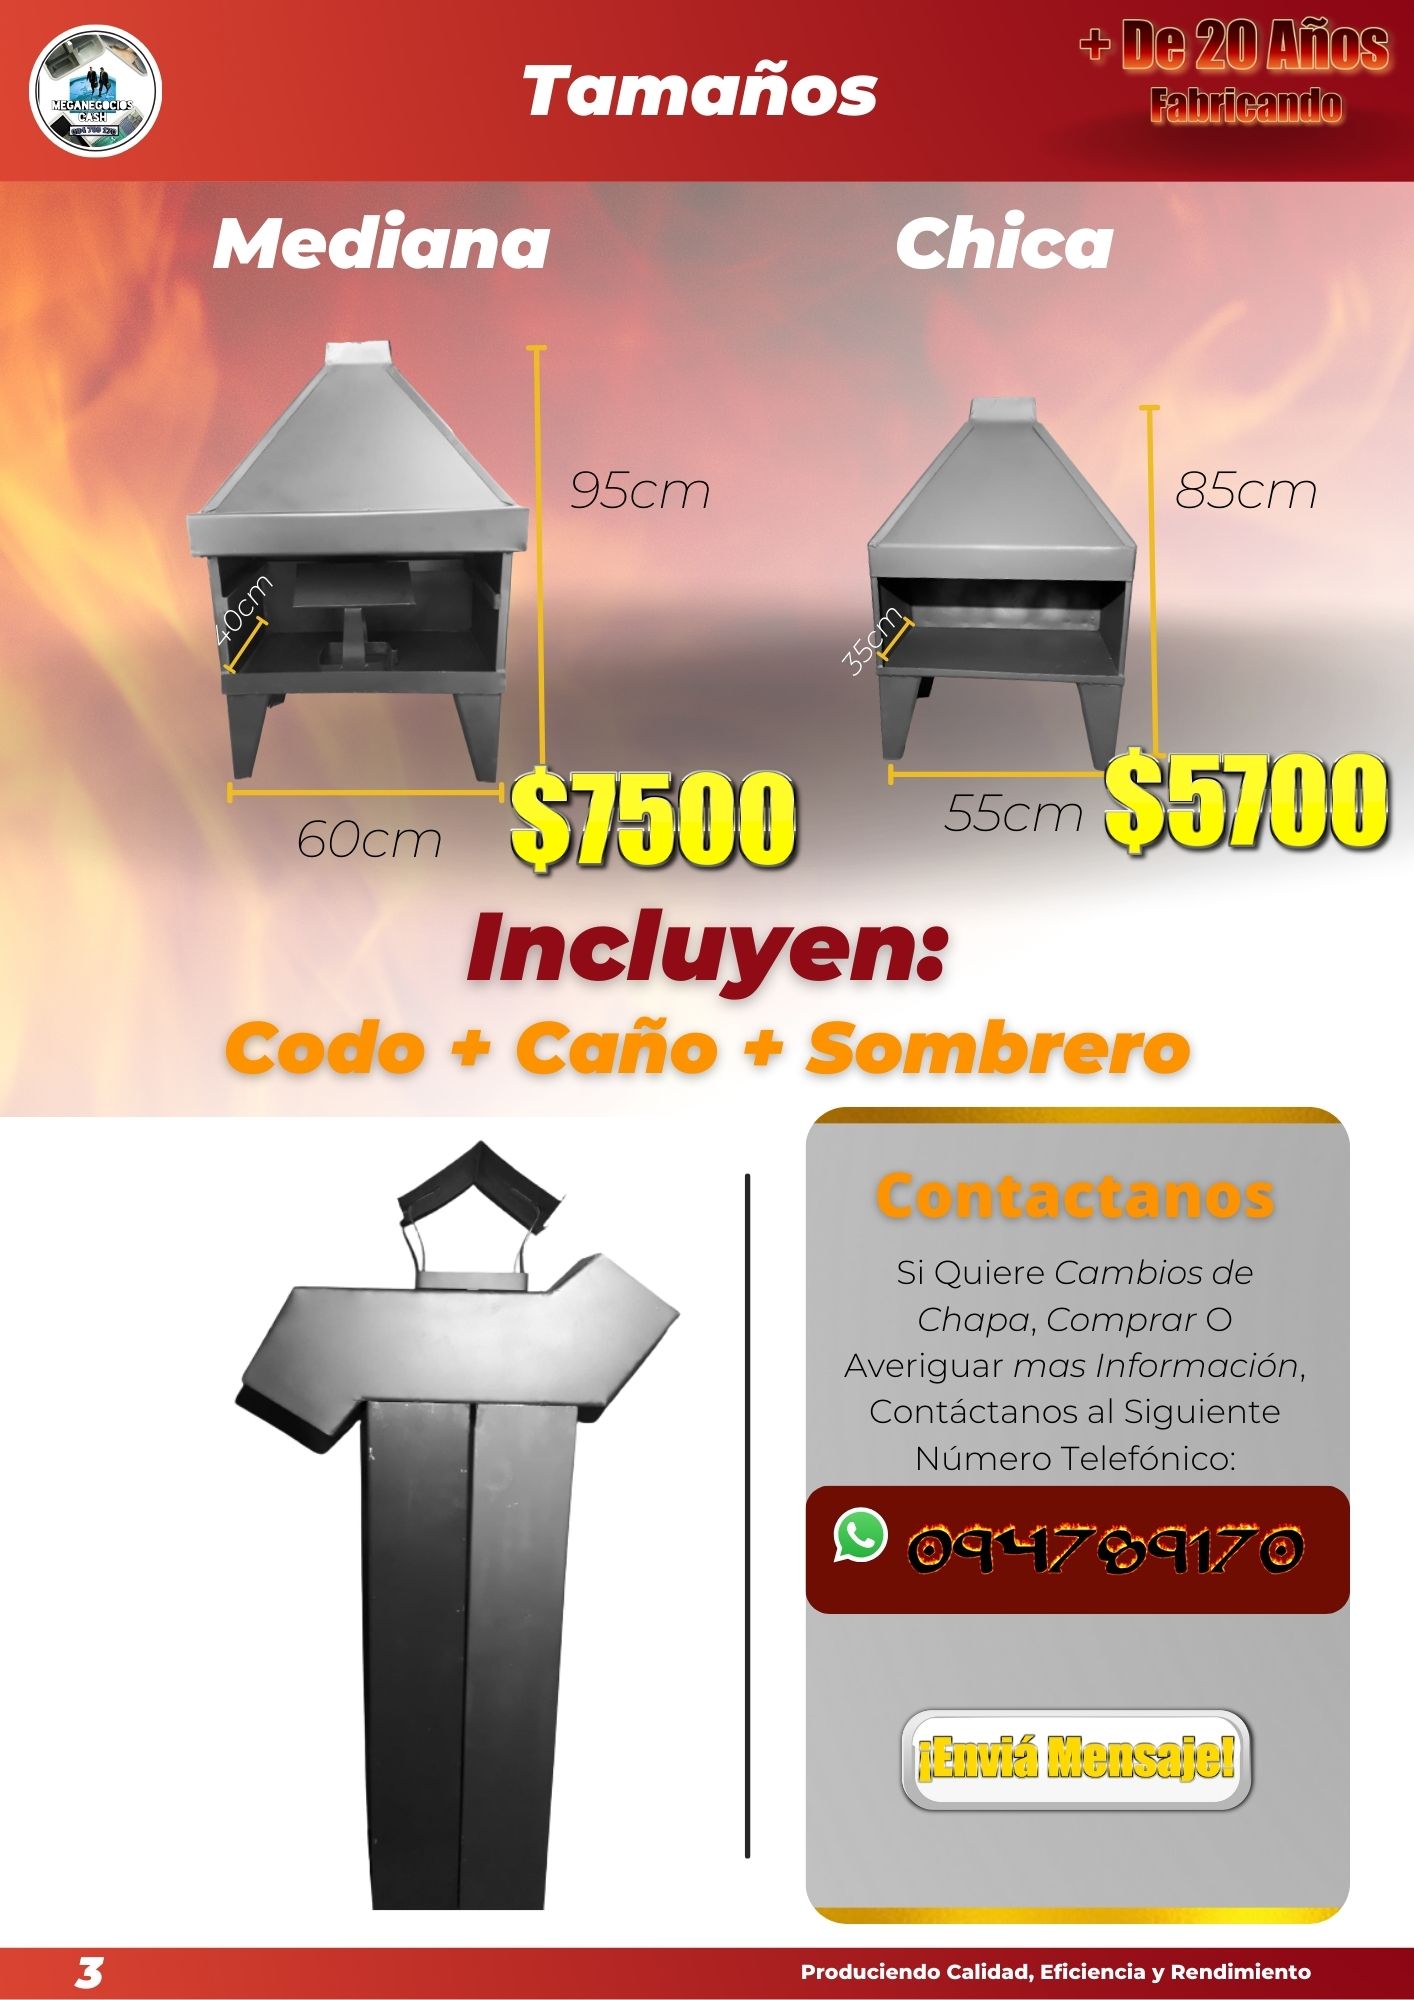 MEGANEGOCIOS
CASH
Tamaños
+ De 20 Años
Fabricando
Mediana
Chica
95cm
85cm
40cm
35cm
60cm
$7500
55cm
$5700
Incluyen:
Codo + Caño + Sombrero
Contactanos
Si Quiere Cambios de
Chapa, Comprar O
Averiguar mas Información,
Contáctanos al Siguiente
Número Telefónico:
094789170
¡Enviá Mensaje!
3
Produciendo Calidad, Eficiencia y Rendimiento